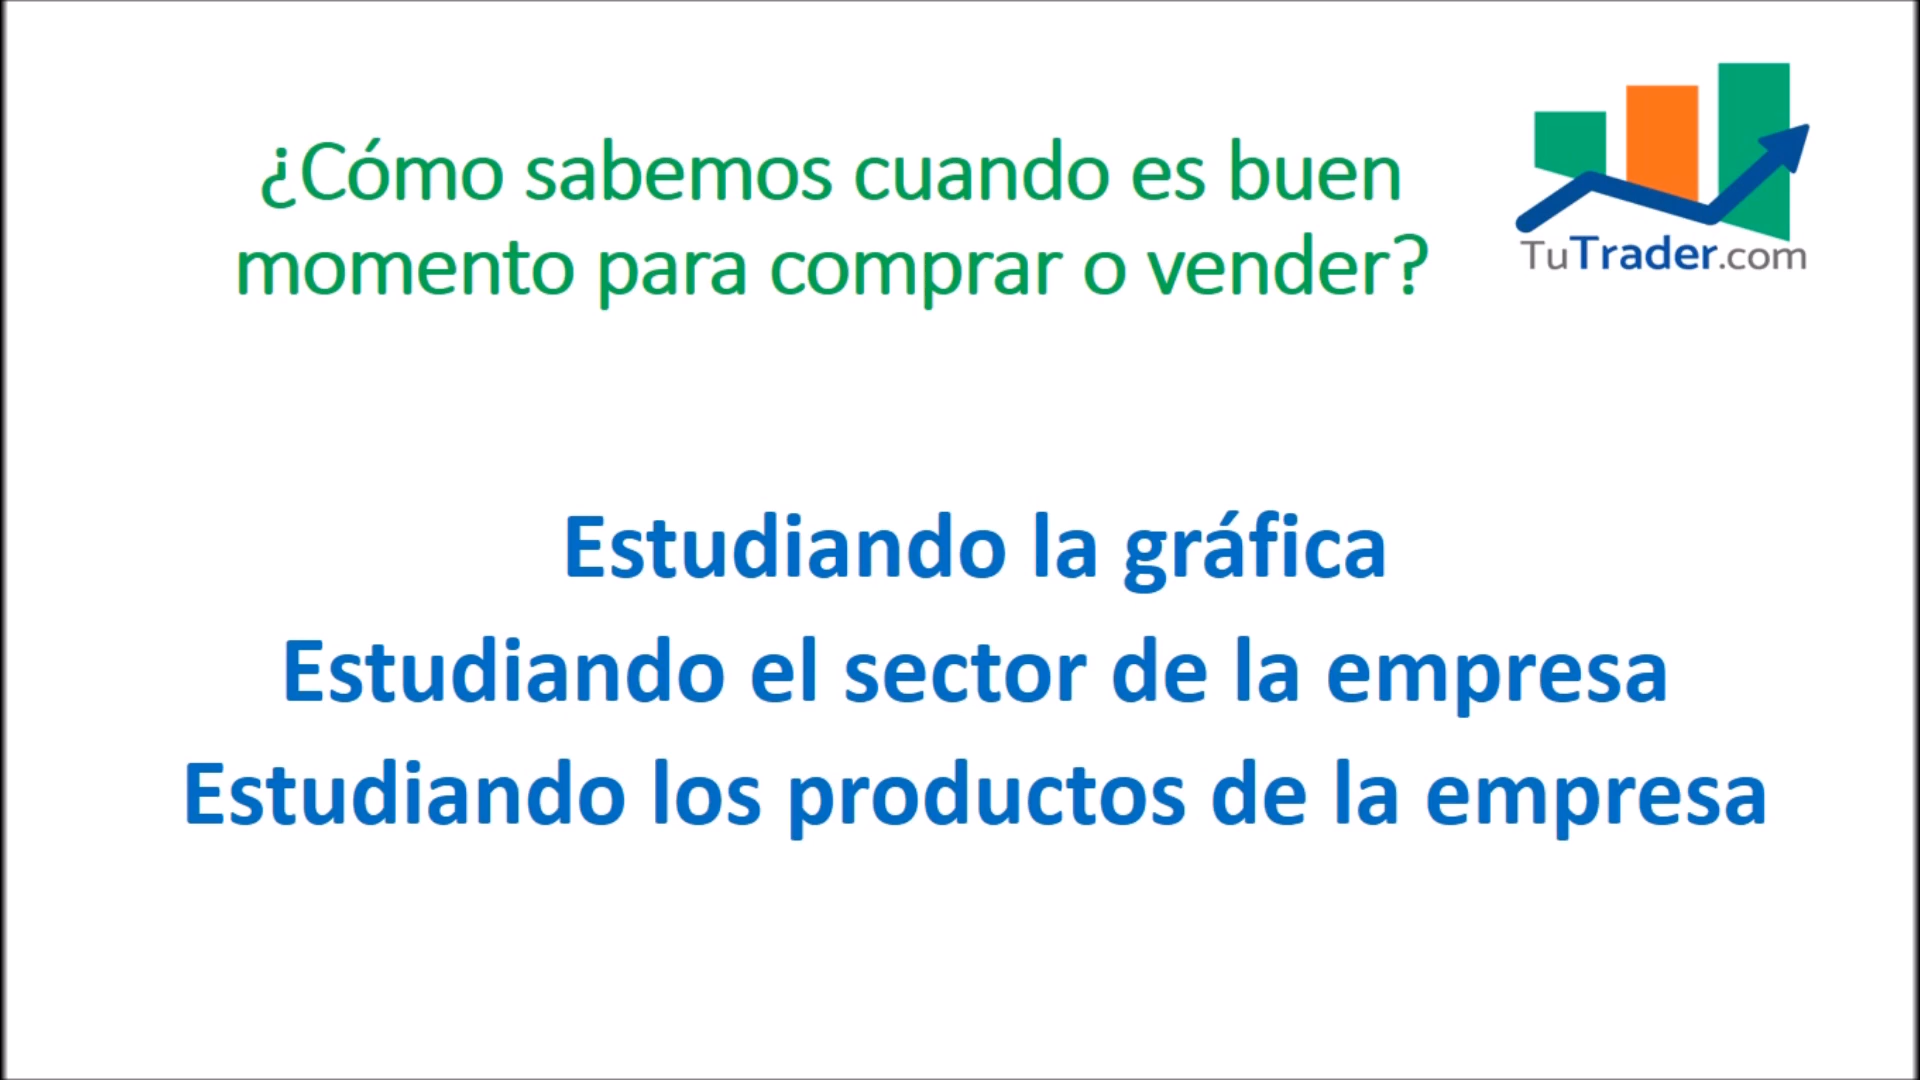 ¿Cómo sabemos cuando es buen
momento para comprar o vender?
TuTrader.com
Estudiando la gráfica
Estudiando el sector de la empresa
Estudiando los productos de la empresa